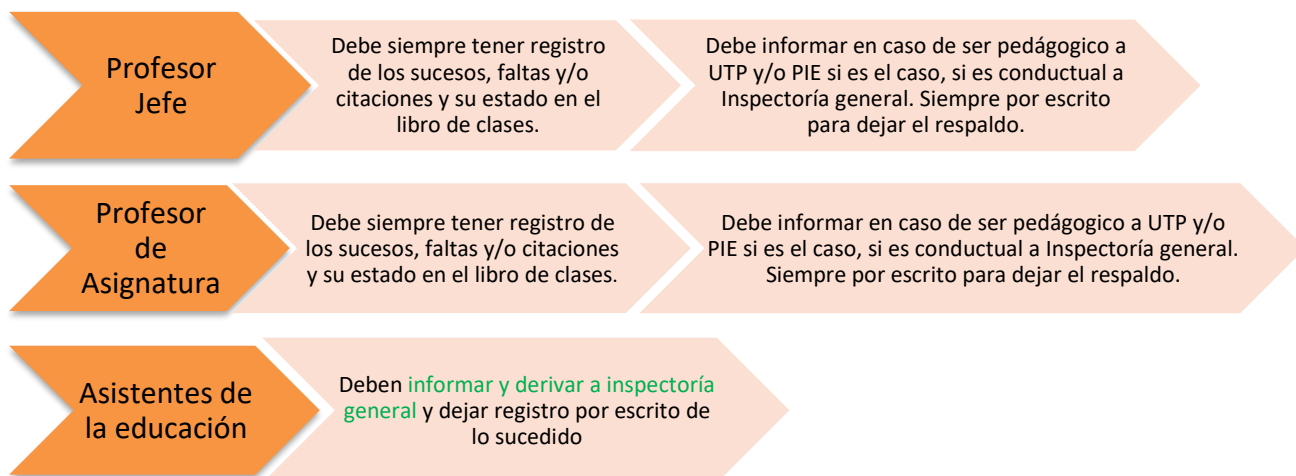 Profesor
Jefe
Debe siempre tener registro
de los sucesos, faltas y/o
citaciones y su estado en el
libro de clases.
Debe informar en caso de ser pedágogico a
UTP y/o PIE si es el caso, si es conductual a
Inspectoría general. Siempre por escrito
para dejar el respaldo.
Profesor
de
Asignatura
Debe siempre tener registro de
los sucesos, faltas y/o citaciones
y su estado en el libro de clases.
Debe informar en caso de ser pedágogico a UTP y/o
PIE si es el caso, si es conductual a Inspectoría general.
Siempre por escrito para dejar el respaldo.
Asistentes de
la educación
Deben informar y derivar a inspectoría
general y dejar registro por escrito de
lo sucedido